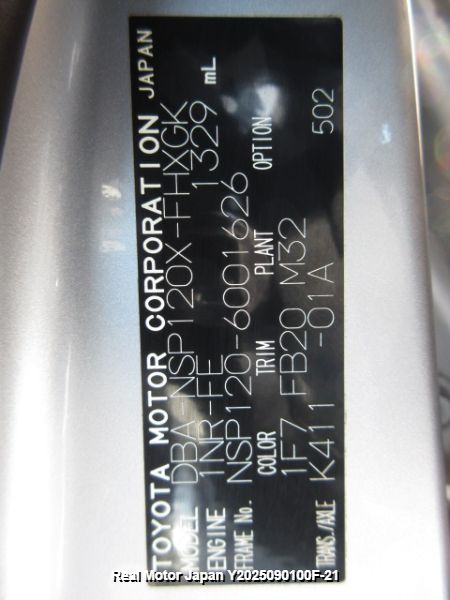 TOYOTA MOTOR CORPORATION JAPAN
MODEL DBA-NSP120X-FHXGK
ENGINE 1NR-FE 1329 mL
FRAME No. NSP120-6001626
COLOR TRIM PLANT OPTION
1F7 FB20 M32
TRANS./AXLE K411 -01A 502
Real Motor Japan Y2025090100F-21